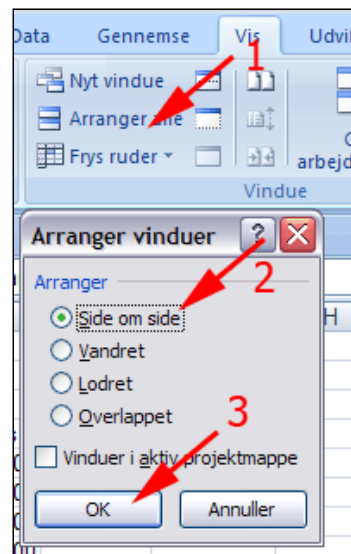 Data Gennemse Vis Udvi
1
Nyt vindue
Arranger alle
Frys ruder
arbejd
Vindue
Arranger vinduer ?
2
Arranger
Side om side
H
Vandret
Lodret
Overlappet
3
Vinduer i aktiv projektmappe
OK Annuller